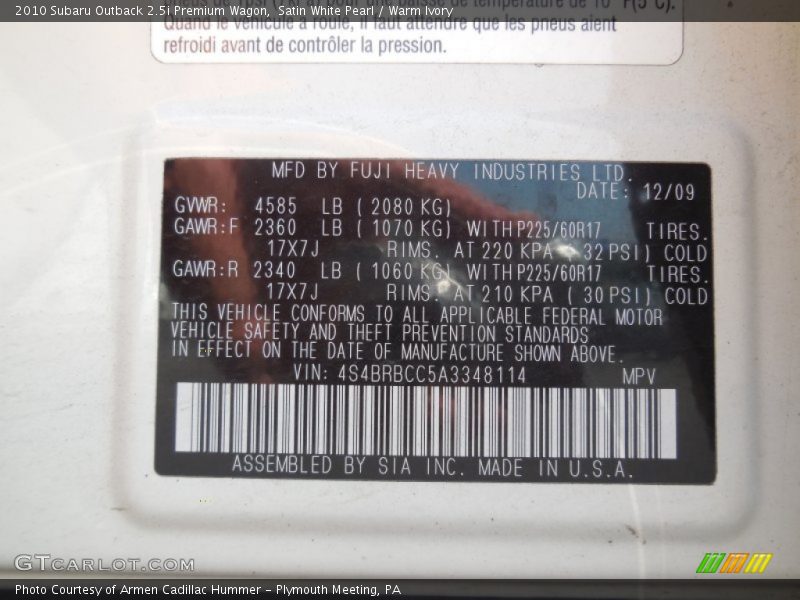 2010 Subaru Outback 2.5i Premium Wagon, Satin White Pearl / Warm Ivory
Quand le véhicule a roulé, il faut attendre que les pneus aient
refroidi avant de contrôler la pression.
MFD BY FUJI HEAVY INDUSTRIES LTD.
DATE: 12/09
GVWR: 4585 LB ( 2080 KG)
GAWR:F 2360 LB ( 1070 KG) WITH P225/60R17 TIRES.
17X7J RIMS. AT 220 KPA ( 32 PSI) COLD
GAWR:R 2340 LB ( 1060 KG) WITH P225/60R17 TIRES.
17X7J RIMS. AT 210 KPA ( 30 PSI) COLD
THIS VEHICLE CONFORMS TO ALL APPLICABLE FEDERAL MOTOR
VEHICLE SAFETY AND THEFT PREVENTION STANDARDS
IN EFFECT ON THE DATE OF MANUFACTURE SHOWN ABOVE.
VIN: 4S4BRBCC5A3348114 MPV
ASSEMBLED BY SIA INC. MADE IN U.S.A.
GTCARLOT.COM
Photo Courtesy of Armen Cadillac Hummer - Plymouth Meeting, PA